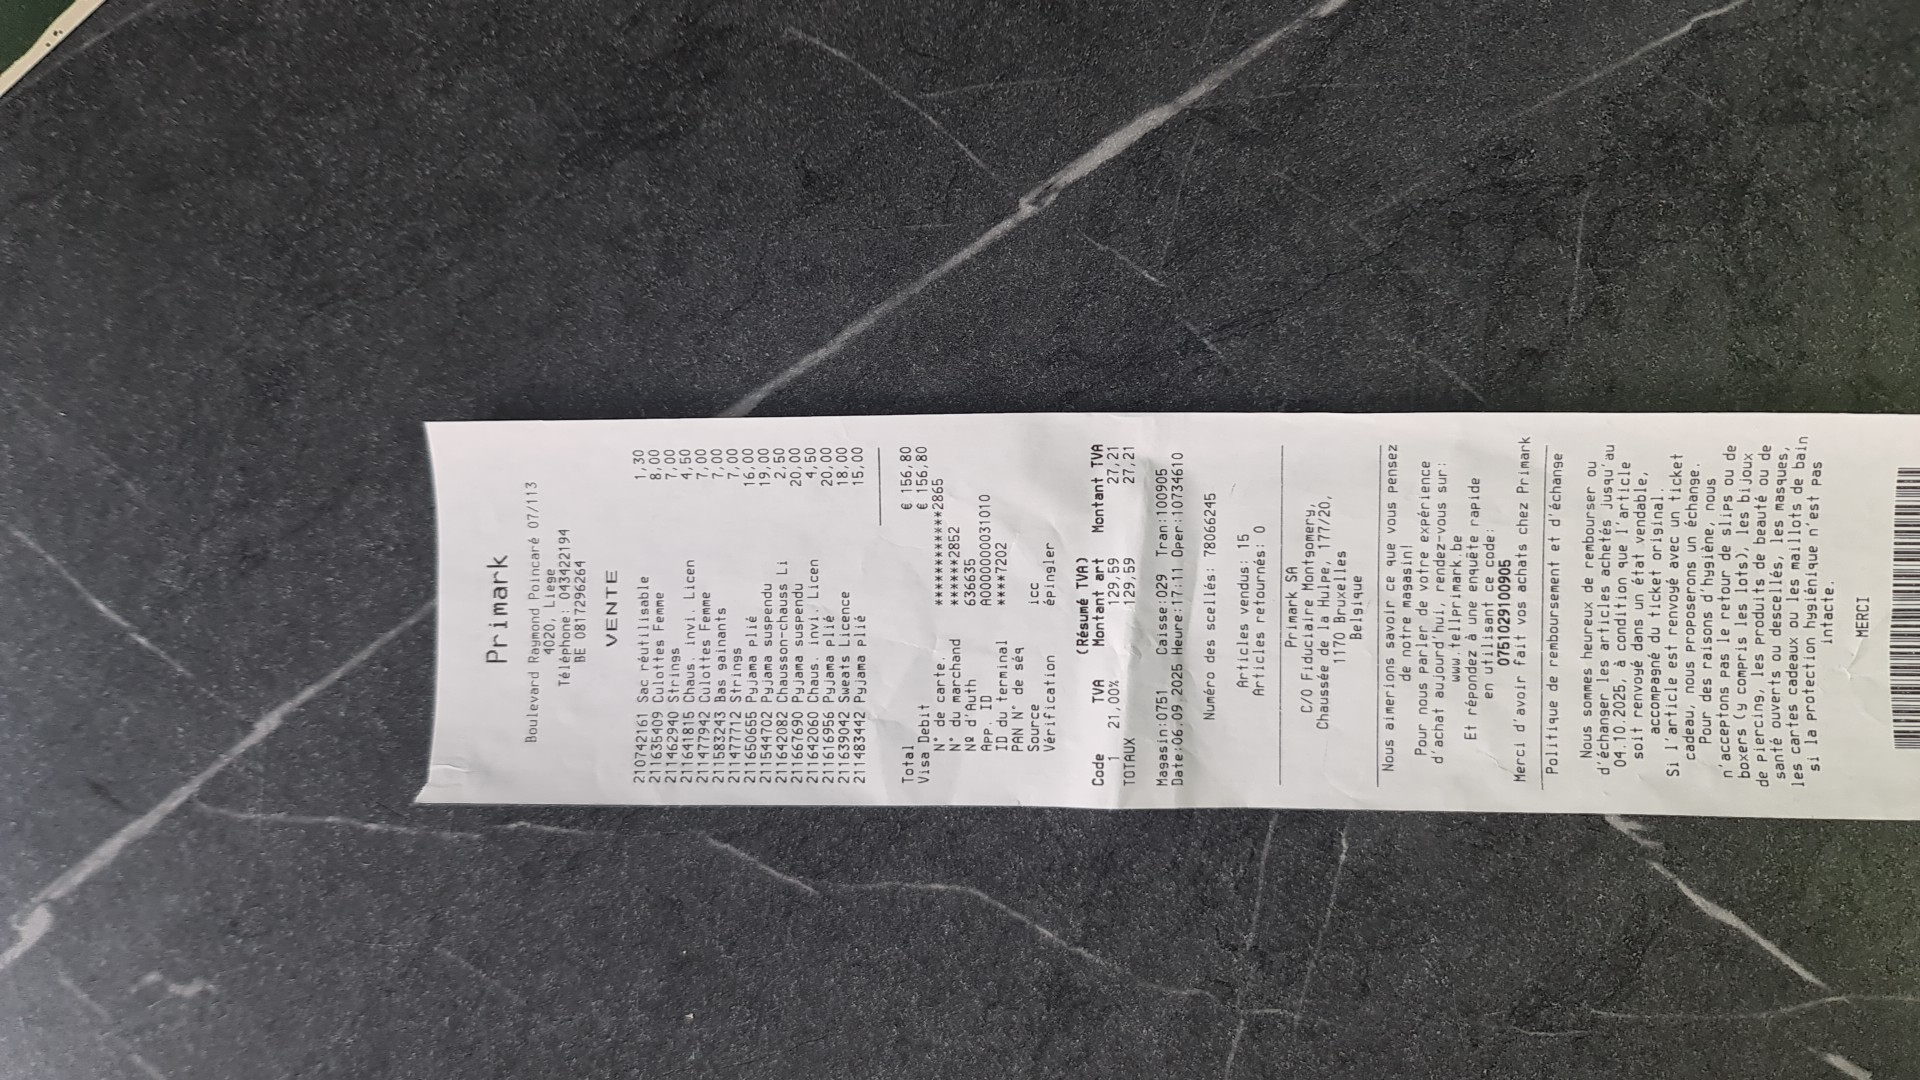 Primark
Boulevard Raymond Poincaré 07/113
4020, Liege
Téléphone: 043422194
BE 0817296264
VENTE
210742161 Sac réutilisable 1,30
211635409 Culottes Femme 8,00
211462940 Strings 7,00
211641815 Chaus. invi. Licen 4,50
211477942 Culottes Femme 7,00
211583243 Bas sainants 7,00
211477712 Strings 7,00
211650655 Pyjama plié 16,00
211544702 Pyjama suspendu 19,00
211642082 Chausson-chauss Li 2,50
211667690 Pyjama suspendu 20,00
211642060 Chaus. invi. Licen 4,50
211616956 Pyjama plié 20,00
211639042 Sweats Licence 18,00
211483442 Pyjama plié 15,00
Total € 156,80
Visa Debit € 156,80
N° de carte. ************2865
N° du marchand ******2852
Nº d'Auth 636635
App. ID A0000000031010
ID du terminal ****7202
PAN N° de séq
Source icc
Vérification épingler
(Résumé TVA)
Code TVA Montant art Montant TVA
1 21,00% 129,59 27,21
TOTAUX 129,59 27,21
Magasin:0751 Caisse:029 Tran:100905
Date:06.09.2025 Heure:17:11 Oper:10734610
Numéro des scellés: 78066245
Articles vendus: 15
Articles retournés: 0
Primark SA
C/O Fiduciaire Montgomery,
Chaussée de la Hulpe, 177/20,
1170 Bruxelles
Belgique
Nous aimerions savoir ce que vous pensez
de notre magasin!
Pour nous parler de votre expérience
d'achat aujourd'hui, rendez-vous sur:
www.tellprimark.be
Et répondez à une enquête rapide
en utilisant ce code:
0751029100905
Merci d'avoir fait vos achats chez Primark
Politique de remboursement et d'échange
Nous sommes heureux de rembourser ou
d'échanger les articles achetés jusqu'au
04.10.2025, à condition que l'article
soit renvoyé dans un état vendable,
accompagné du ticket original.
Si l'article est renvoyé avec un ticket
cadeau, nous proposerons un échange.
Pour des raisons d'hygiène, nous
n'acceptons pas le retour de slips ou de
boxers (y compris les lots), les bijoux
de piercing, les produits de beauté ou de
santé ouverts ou descellés, les masques,
les cartes cadeaux ou les maillots de bain
si la protection hygiénique n'est pas
intacte.
MERCI